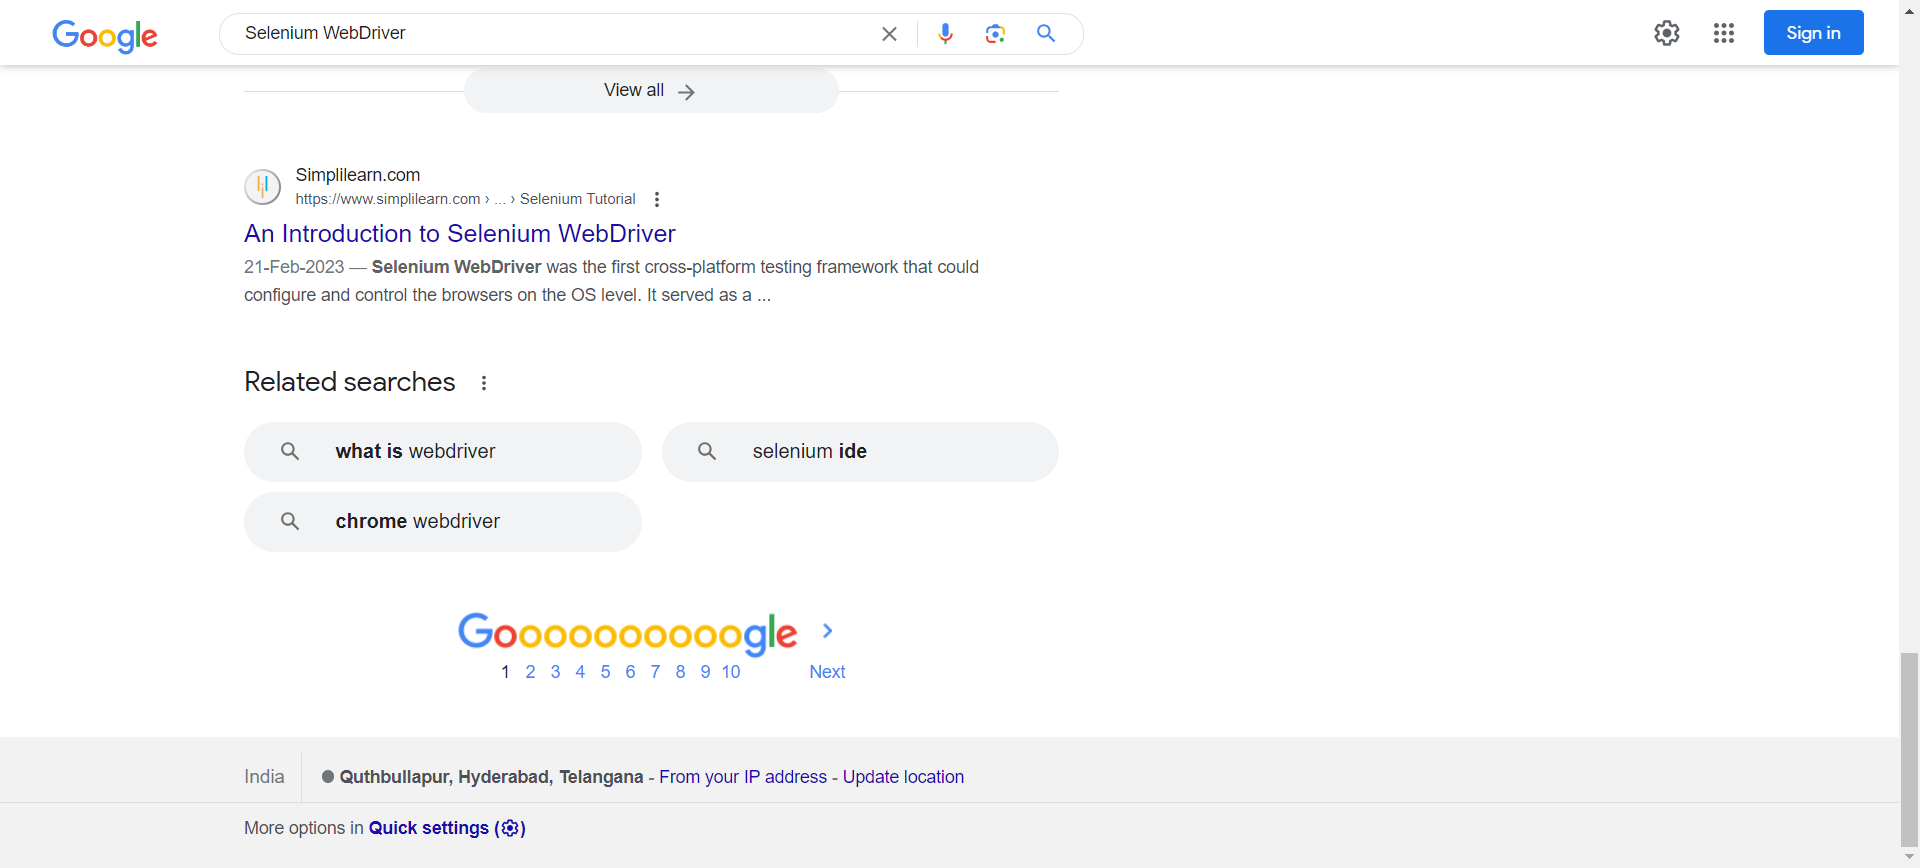 Google
Selenium WebDriver
Sign in
View all
Simplilearn.com
https://www.simplilearn.com › ... › Selenium Tutorial
An Introduction to Selenium WebDriver
21-Feb-2023 — Selenium WebDriver was the first cross-platform testing framework that could
configure and control the browsers on the OS level. It served as a ...
Related searches
what is webdriver
selenium ide
chrome webdriver
Goooooooooogle
1 2 3 4 5 6 7 8 9 10 Next
India
Quthbullapur, Hyderabad, Telangana - From your IP address - Update location
More options in Quick settings ( )